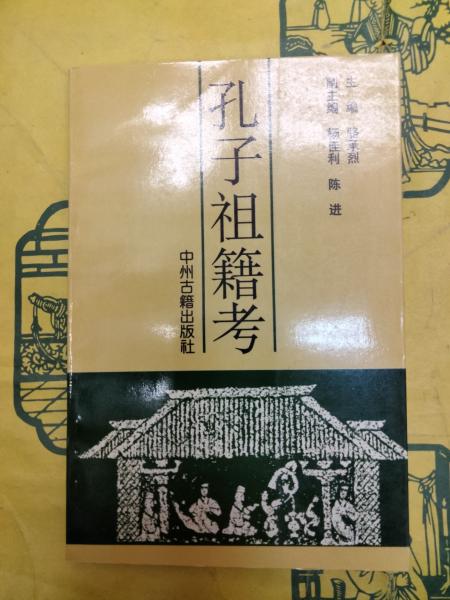 主编 骆承烈
副主编 杨佳利 陈进
孔子祖籍考
中州古籍出版社